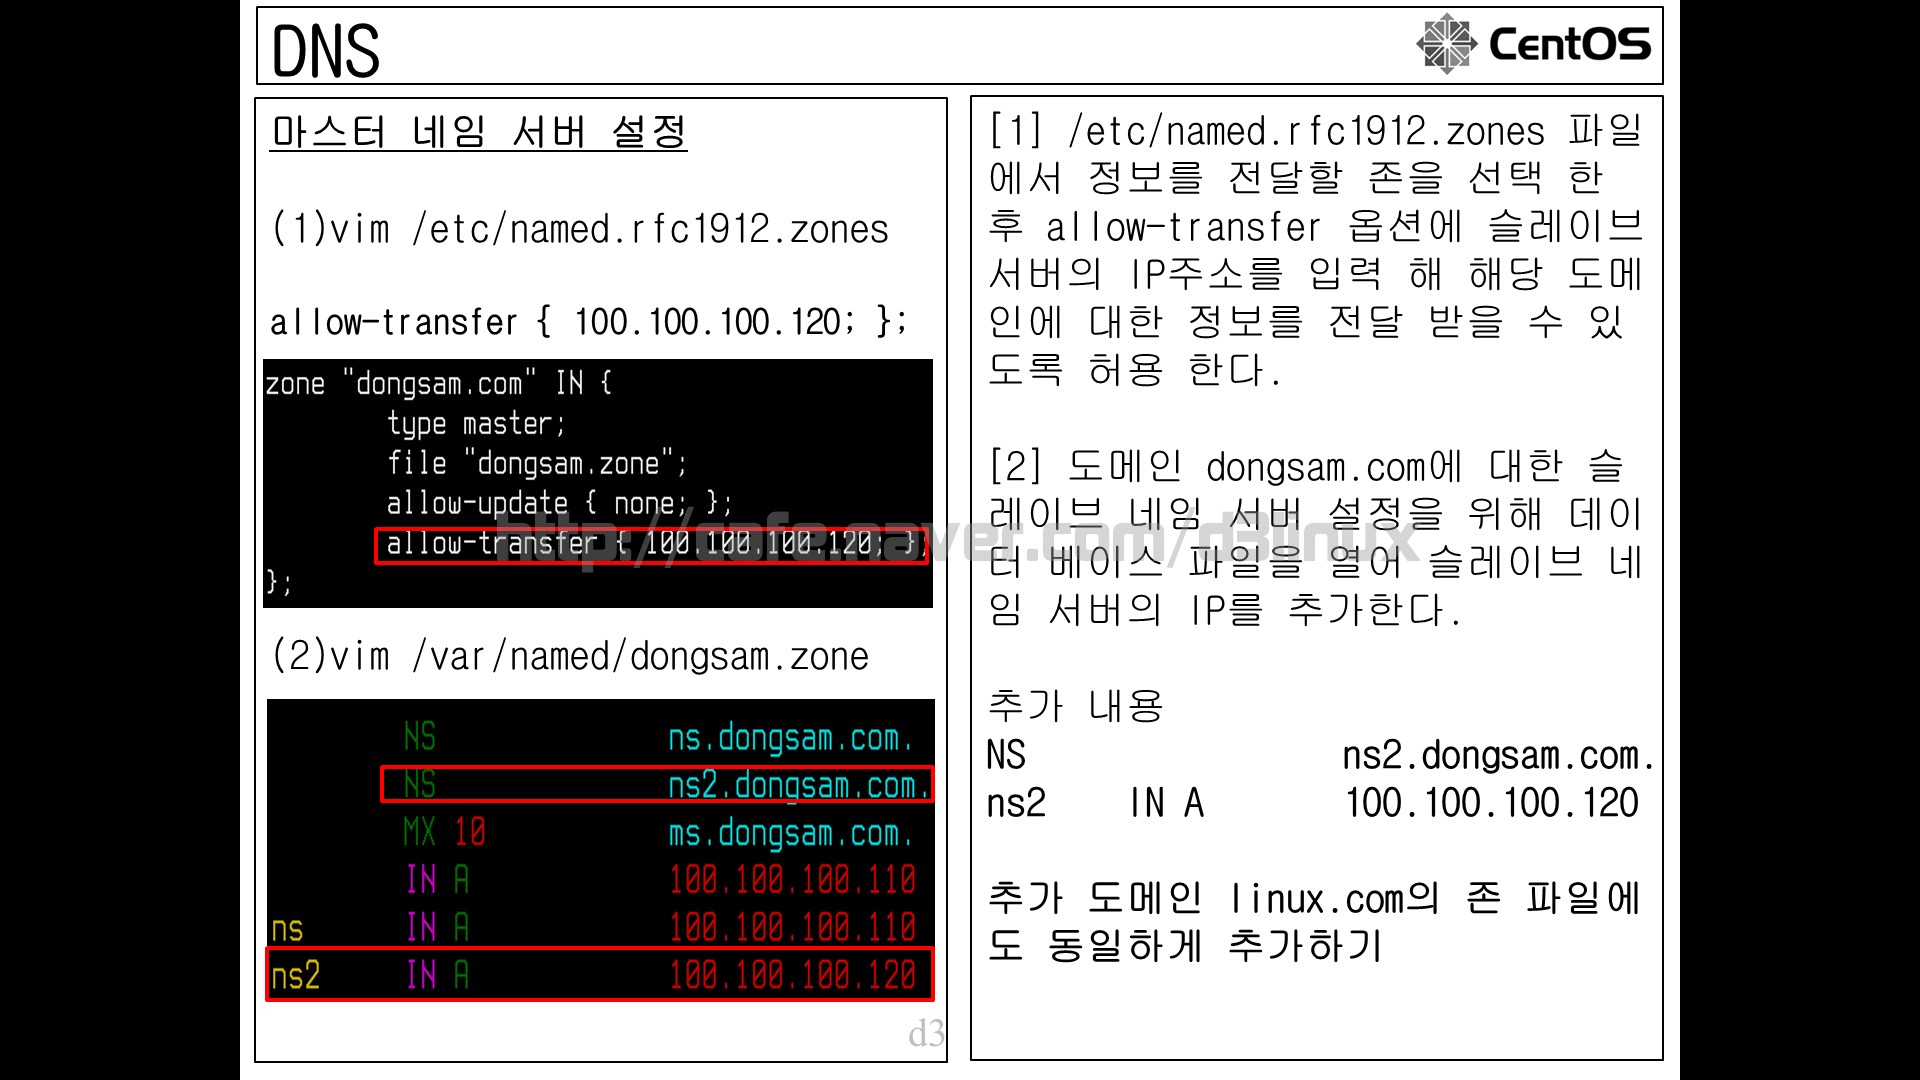 DNS
CentOS
마스터 네임 서버 설정
(1)vim /etc/named.rfc1912.zones
allow-transfer { 100.100.100.120; };
zone "dongsam.com" IN {
type master;
file "dongsam.zone";
allow-update { none; };
allow-transfer { 100.100.100.120; };
};
(2)vim /var/named/dongsam.zone
NS ns.dongsam.com.
NS ns2.dongsam.com.
MX 10 ms.dongsam.com.
IN A 100.100.100.110
ns IN A 100.100.100.110
ns2 IN A 100.100.100.120
d3
[1] /etc/named.rfc1912.zones 파일
에서 정보를 전달할 존을 선택 한
후 allow-transfer 옵션에 슬레이브
서버의 IP주소를 입력 해 해당 도메
인에 대한 정보를 전달 받을 수 있
도록 허용 한다.
[2] 도메인 dongsam.com에 대한 슬
레이브 네임 서버 설정을 위해 데이
터 베이스 파일을 열어 슬레이브 네
임 서버의 IP를 추가한다.
추가 내용
NS ns2.dongsam.com.
ns2 IN A 100.100.100.120
추가 도메인 linux.com의 존 파일에
도 동일하게 추가하기
http://cafe.naver.com/d3linux